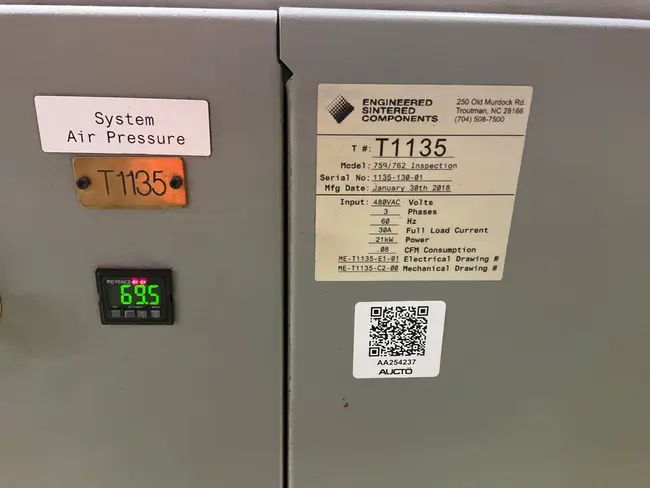 System
Air Pressure
T1135
KEYENCE
69.5
ENGINEERED
SINTERED
COMPONENTS
250 Old Murdock Rd.
Troutman, NC 28166
(704) 508-7500
T #: T1135
Model: 759/762 Inspection
Serial No: 1135-130-01
Mfg Date: January 30th 2018
Input: 480VAC Volts
3 Phases
60 Hz
30A Full Load Current
21kW Power
.08 CFM Consumption
ME-T1135-E1-01 Electrical Drawing #
ME-T1135-C2-00 Mechanical Drawing #
AA254237
AUCTO